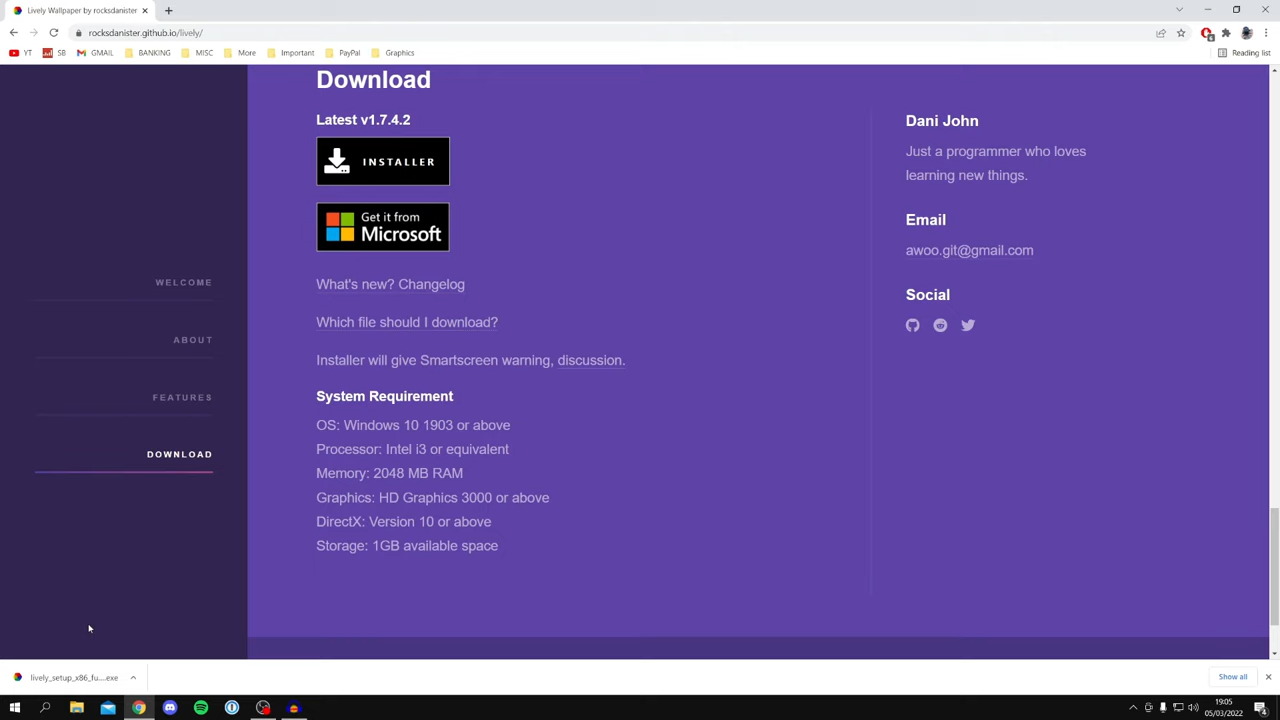 Lively Wallpaper by rocksdanister
rocksdanister.github.io/lively/
YT
SB
GMAIL
BANKING
MISC
More
Important
PayPal
Graphics
Reading list
WELCOME
ABOUT
FEATURES
DOWNLOAD
Download
Latest v1.7.4.2
INSTALLER
Get it from
Microsoft
What's new? Changelog
Which file should I download?
Installer will give Smartscreen warning, discussion.
System Requirement
OS: Windows 10 1903 or above
Processor: Intel i3 or equivalent
Memory: 2048 MB RAM
Graphics: HD Graphics 3000 or above
DirectX: Version 10 or above
Storage: 1GB available space
Dani John
Just a programmer who loves
learning new things.
Email
awoo.git@gmail.com
Social
lively_setup_x86_fu....exe
Show all
19:05
05/03/2022
4